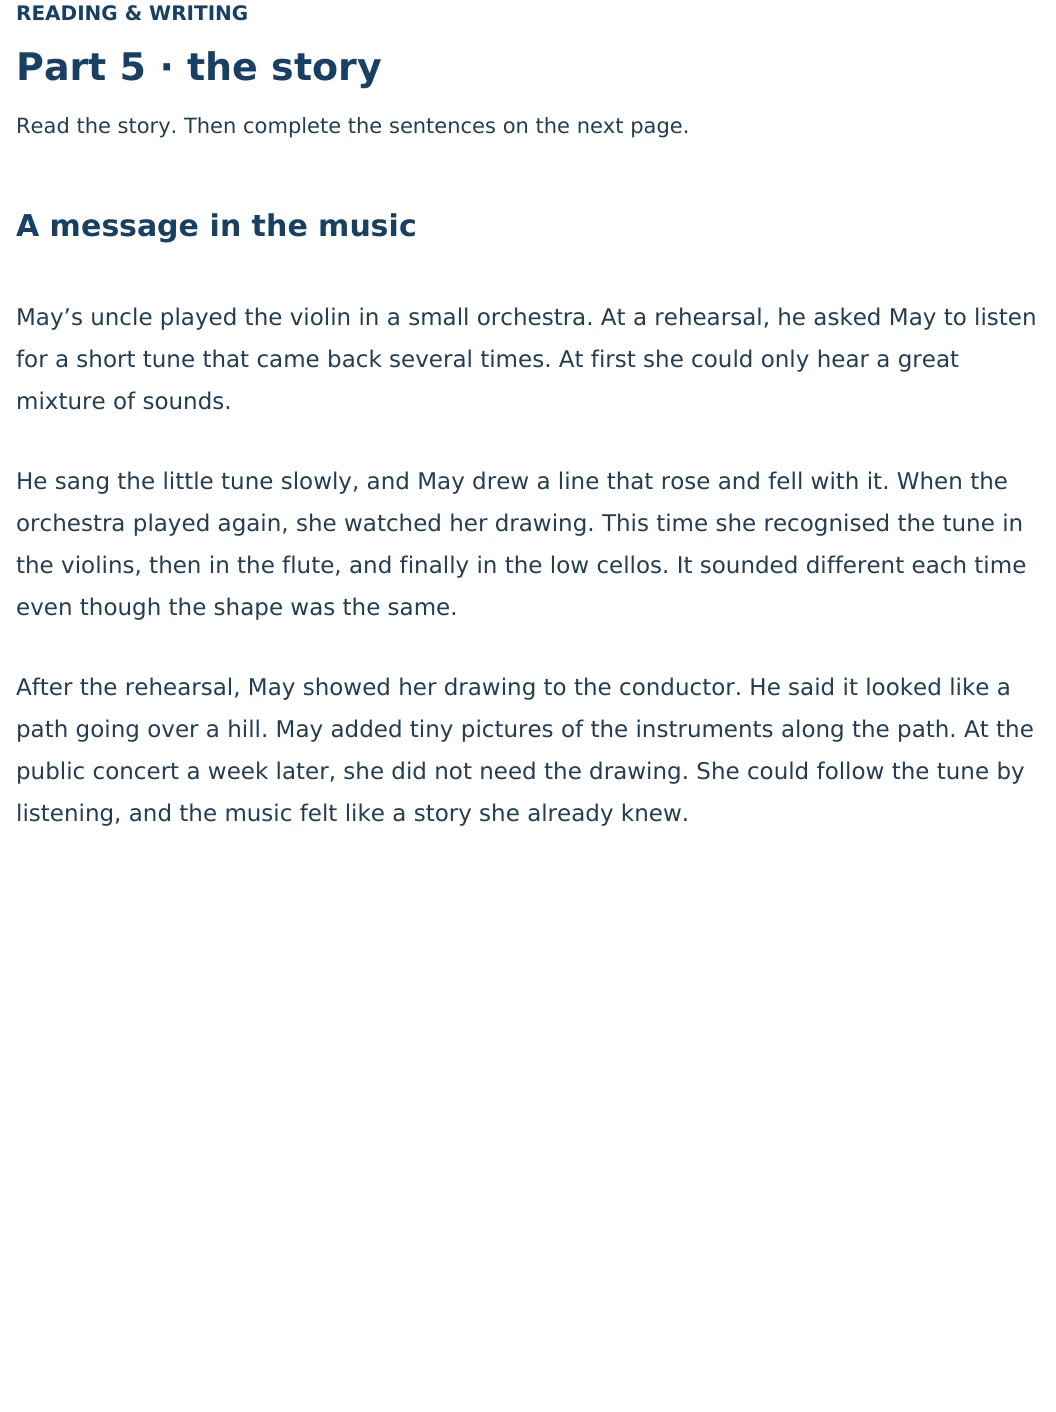 READING & WRITING
Part 5 · the story
Read the story. Then complete the sentences on the next page.
A message in the music
May’s uncle played the violin in a small orchestra. At a rehearsal, he asked May to listen
for a short tune that came back several times. At first she could only hear a great
mixture of sounds.
He sang the little tune slowly, and May drew a line that rose and fell with it. When the
orchestra played again, she watched her drawing. This time she recognised the tune in
the violins, then in the flute, and finally in the low cellos. It sounded different each time
even though the shape was the same.
After the rehearsal, May showed her drawing to the conductor. He said it looked like a
path going over a hill. May added tiny pictures of the instruments along the path. At the
public concert a week later, she did not need the drawing. She could follow the tune by
listening, and the music felt like a story she already knew.